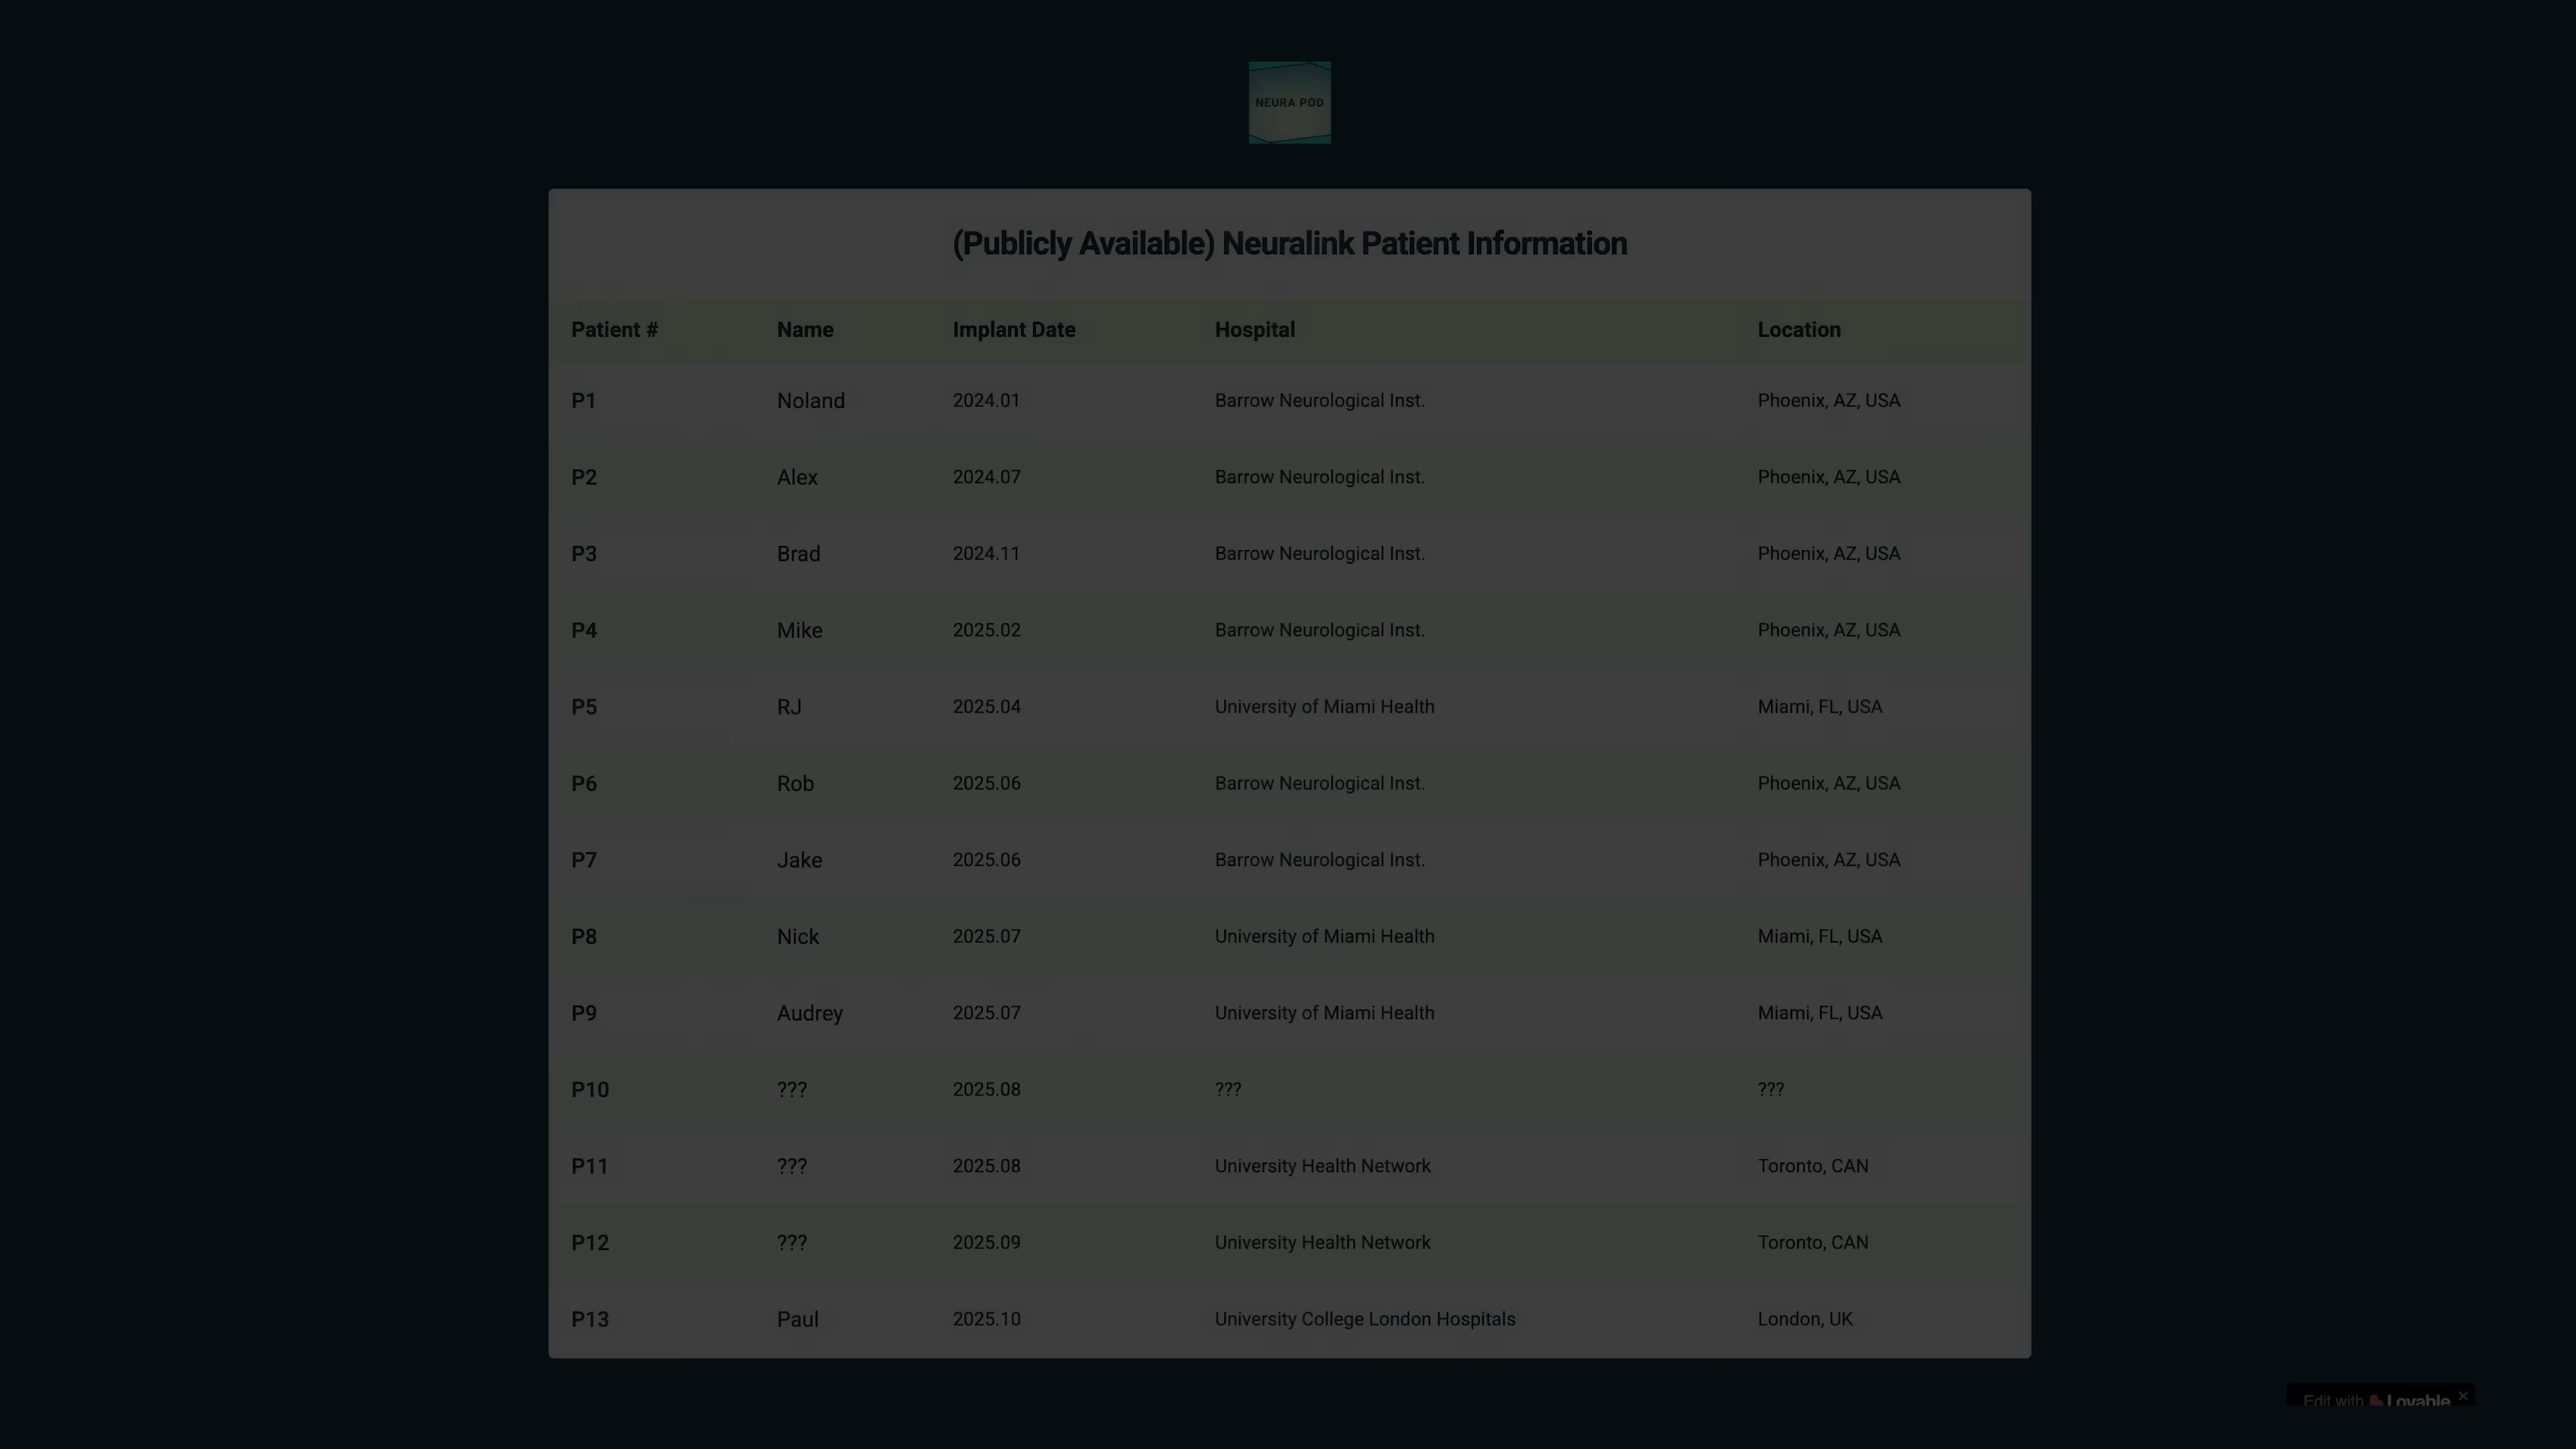 NEURA POD
(Publicly Available) Neuralink Patient Information
Patient # Name Implant Date Hospital Location
P1 Noland 2024.01 Barrow Neurological Inst. Phoenix, AZ, USA
P2 Alex 2024.07 Barrow Neurological Inst. Phoenix, AZ, USA
P3 Brad 2024.11 Barrow Neurological Inst. Phoenix, AZ, USA
P4 Mike 2025.02 Barrow Neurological Inst. Phoenix, AZ, USA
P5 RJ 2025.04 University of Miami Health Miami, FL, USA
P6 Rob 2025.06 Barrow Neurological Inst. Phoenix, AZ, USA
P7 Jake 2025.06 Barrow Neurological Inst. Phoenix, AZ, USA
P8 Nick 2025.07 University of Miami Health Miami, FL, USA
P9 Audrey 2025.07 University of Miami Health Miami, FL, USA
P10 ??? 2025.08 ??? ???
P11 ??? 2025.08 University Health Network Toronto, CAN
P12 ??? 2025.09 University Health Network Toronto, CAN
P13 Paul 2025.10 University College London Hospitals London, UK
Edit with Lovable ×